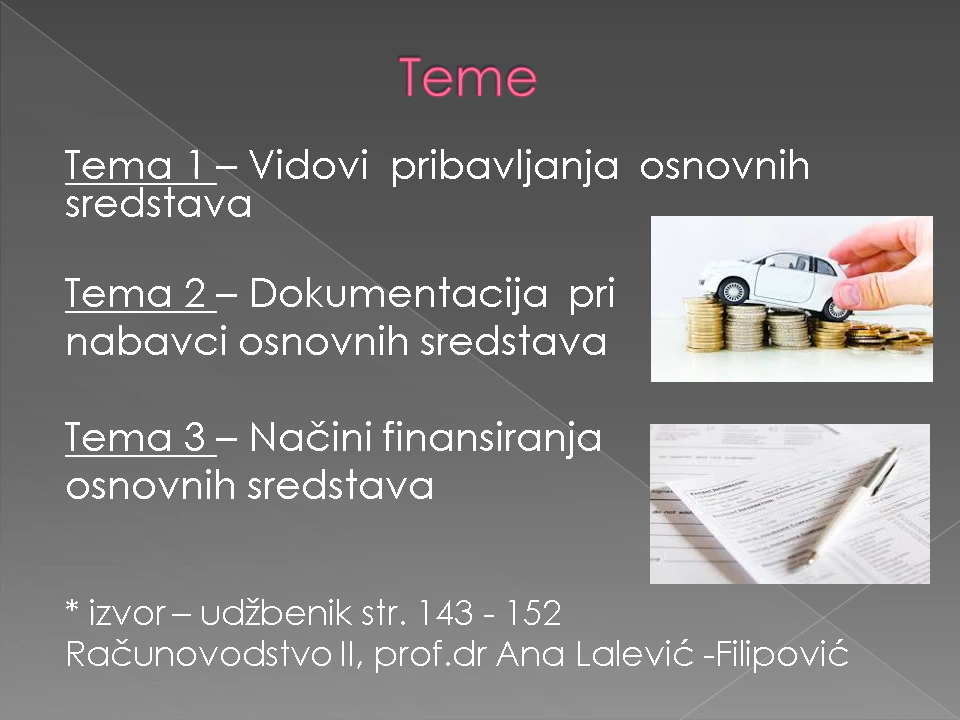 Teme
Tema 1 – Vidovi pribavljanja osnovnih
sredstava
Tema 2 – Dokumentacija pri
nabavci osnovnih sredstava
Tema 3 – Načini finansiranja
osnovnih sredstava
* izvor – udžbenik str. 143 - 152
Računovodstvo II, prof.dr Ana Lalević -Filipović